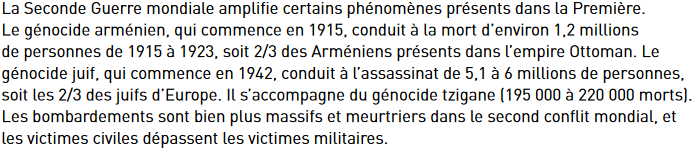 La Seconde Guerre mondiale amplifie certains phénomènes présents dans la Première.
Le génocide arménien, qui commence en 1915, conduit à la mort d’environ 1,2 millions
de personnes de 1915 à 1923, soit 2/3 des Arméniens présents dans l’empire Ottoman. Le
génocide juif, qui commence en 1942, conduit à l’assassinat de 5,1 à 6 millions de personnes,
soit les 2/3 des juifs d’Europe. Il s’accompagne du génocide tzigane (195 000 à 220 000 morts).
Les bombardements sont bien plus massifs et meurtriers dans le second conflit mondial, et
les victimes civiles dépassent les victimes militaires.